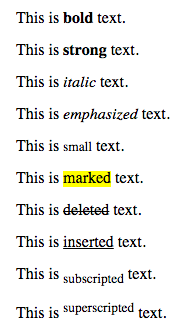 This is bold text.
This is strong text.
This is italic text.
This is emphasized text.
This is small text.
This is marked text.
This is deleted text.
This is inserted text.
This is subscripted text.
This is superscripted text.